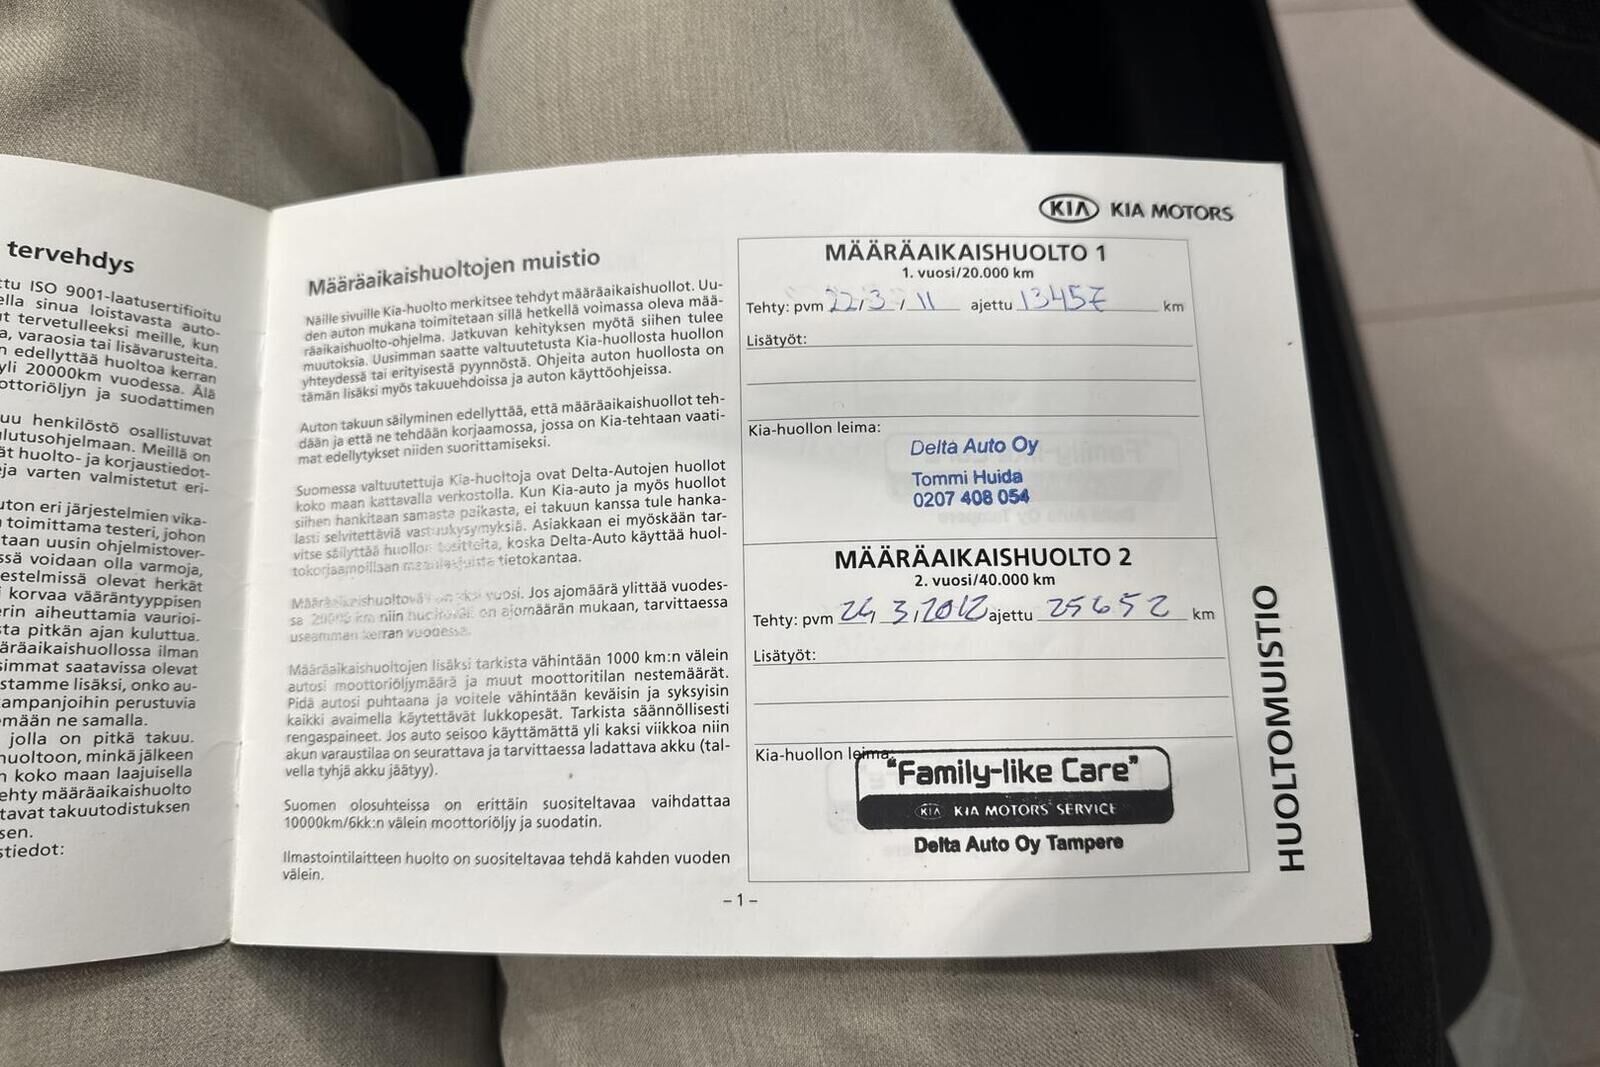 tervehdys
ttu ISO 9001-laatusertifioitu
ella sinua loistavasta auto-
ut tervetulleeksi meille, kun
a, varaosia tai lisävarusteita.
n edellyttää huoltoa kerran
yli 20000km vuodessa. Älä
ottoriöljyn ja suodattimen
uu henkilöstö osallistuvat
lutusohjelmaan. Meillä on
ät huolto- ja korjaustiedot-
eja varten valmistetut eri-
uton eri järjestelmien vika-
toimittama testeri, johon
taan uusin ohjelmistover-
ssä voidaan olla varmoja,
estelmissä olevat herkät
i korvaa vääräntyyppisen
erin aiheuttamia vaurioi-
sta pitkän ajan kuluttua.
äräaikaishuollossa ilman
simmat saatavissa olevat
stamme lisäksi, onko au-
kampanjoihin perustuvia
emään ne samalla.
jolla on pitkä takuu.
huoltoon, minkä jälkeen
n koko maan laajuisella
ehty määräaikaishuolto
tavat takuutodistuksen
sen.
stiedot:
Määräaikaishuoltojen muistio
Näille sivuille Kia-huolto merkitsee tehdyt määräaikaishuollot. Uu-
den auton mukana toimitetaan sillä hetkellä voimassa oleva mää-
räaikaishuolto-ohjelma. Jatkuvan kehityksen myötä siihen tulee
muutoksia. Uusimman saatte valtuutetusta Kia-huollosta huollon
yhteydessä tai erityisestä pyynnöstä. Ohjeita auton huollosta on
tämän lisäksi myös takuuehdoissa ja auton käyttöohjeissa.
Auton takuun säilyminen edellyttää, että määräaikaishuollot teh-
dään ja että ne tehdään korjaamossa, jossa on Kia-tehtaan vaati-
mat edellytykset niiden suorittamiseksi.
Suomessa valtuutettuja Kia-huoltoja ovat Delta-Autojen huollot
koko maan kattavalla verkostolla. Kun Kia-auto ja myös huollot
siihen hankitaan samasta paikasta, ei takuun kanssa tule hanka-
lasti selvitettäviä vastuukysymyksiä. Asiakkaan ei myöskään tar-
vitse säilyttää huollon tositteita, koska Delta-Auto käyttää huol-
tokorjaamoillaan tietokantaa.
Määräaikaishuoltoväli on yksi vuosi. Jos ajomäärä ylittää vuodes-
sa 20000 km niin huoltoväli on ajomäärän mukaan, tarvittaessa
useamman kerran vuodessa.
Määräaikaishuoltojen lisäksi tarkista vähintään 1000 km:n välein
autosi moottoriöljymäärä ja muut moottoritilan nestemäärät.
Pidä autosi puhtaana ja voitele vähintään keväisin ja syksyisin
kaikki avaimella käytettävät lukkopesät. Tarkista säännöllisesti
rengaspaineet. Jos auto seisoo käyttämättä yli kaksi viikkoa niin
akun varaustilaa on seurattava ja tarvittaessa ladattava akku (tal-
vella tyhjä akku jäätyy).
Suomen olosuhteissa on erittäin suositeltavaa vaihdattaa
10000km/6kk:n välein moottoriöljy ja suodatin.
Ilmastointilaitteen huolto on suositeltavaa tehdä kahden vuoden
välein.
– 1 –
KIA KIA MOTORS
MÄÄRÄAIKAISHUOLTO 1
1. vuosi/20.000 km
Tehty: pvm 22/3/11 ajettu 13457 km
Lisätyöt:
Kia-huollon leima:
Delta Auto Oy
Tommi Huida
0207 408 054
MÄÄRÄAIKAISHUOLTO 2
2. vuosi/40.000 km
Tehty: pvm 3,2012 ajettu 25652 km
Lisätyöt:
Kia-huollon leima:
"Family-like Care"
KIA KIA MOTORS SERVICE
Delta Auto Oy Tampere
HUOLTOMUISTIO